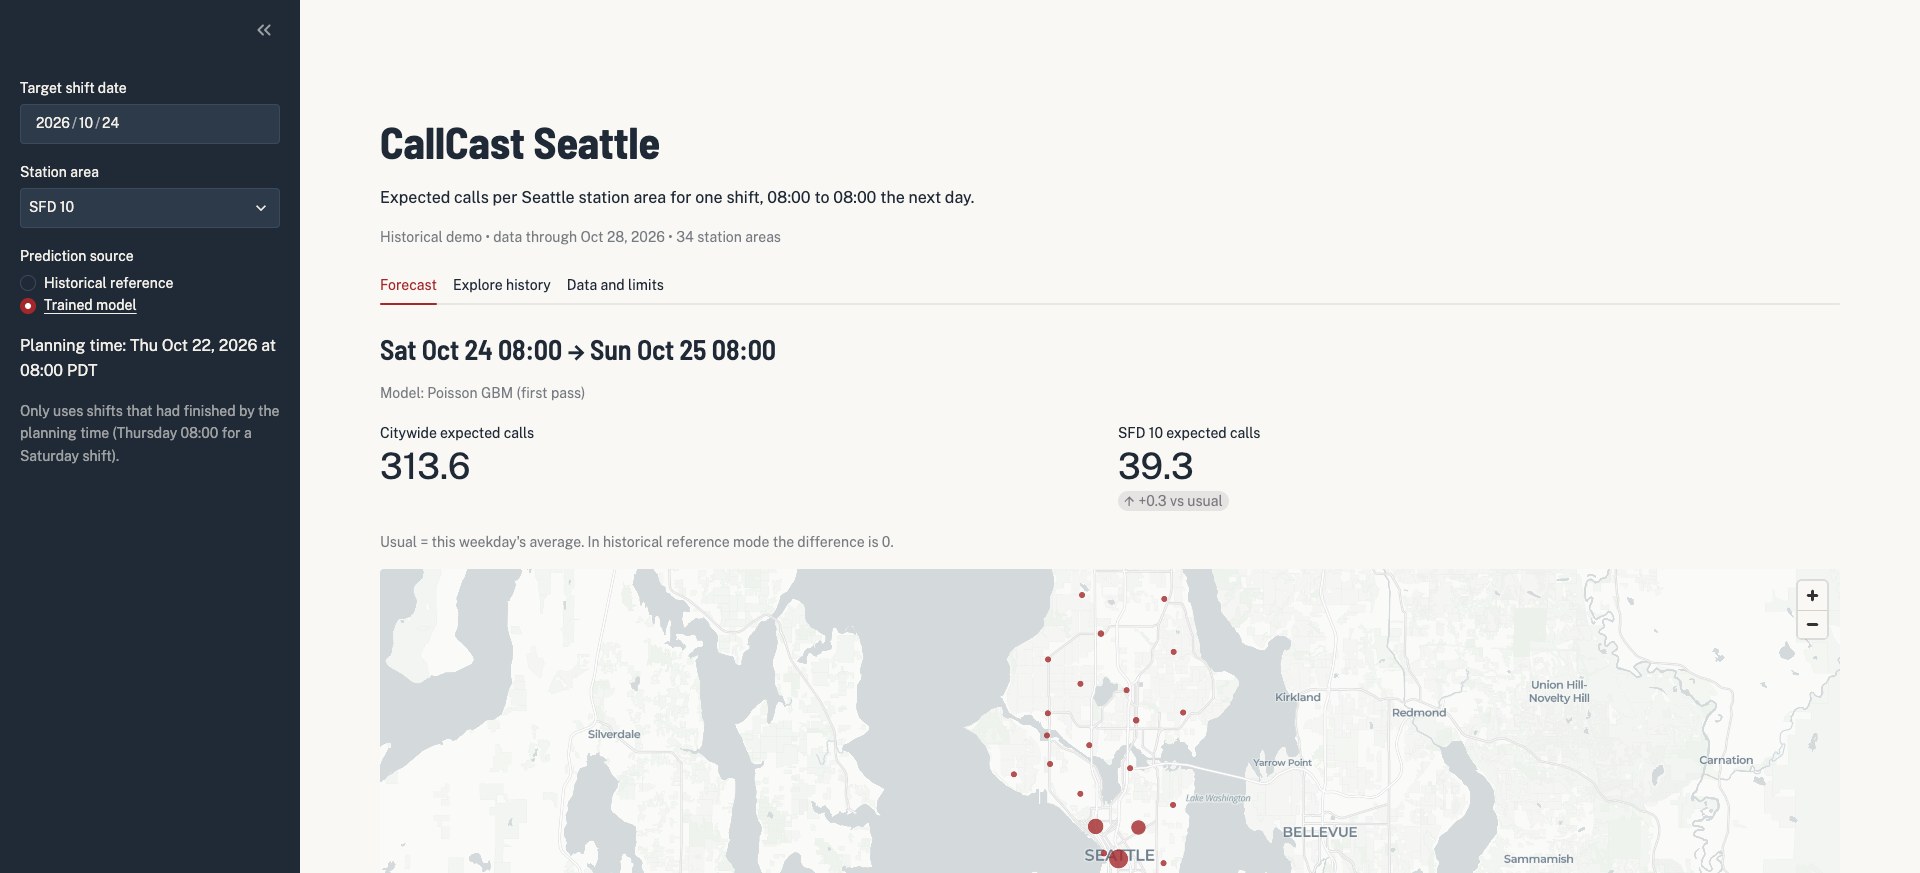 Target shift date
2026/10/24
Station area
SFD 10
Prediction source
Historical reference
Trained model
Planning time: Thu Oct 22, 2026 at
08:00 PDT
Only uses shifts that had finished by the
planning time (Thursday 08:00 for a
Saturday shift).
CallCast Seattle
Expected calls per Seattle station area for one shift, 08:00 to 08:00 the next day.
Historical demo • data through Oct 28, 2026 • 34 station areas
Forecast Explore history Data and limits
Sat Oct 24 08:00 → Sun Oct 25 08:00
Model: Poisson GBM (first pass)
Citywide expected calls
313.6
SFD 10 expected calls
39.3
↑ +0.3 vs usual
Usual = this weekday's average. In historical reference mode the difference is 0.
+
−
Union Hill-
Novelty Hill
Kirkland
Redmond
Silverdale
Carnation
Yarrow Point
Lake Washington
BELLEVUE
SEATTLE
Sammamish